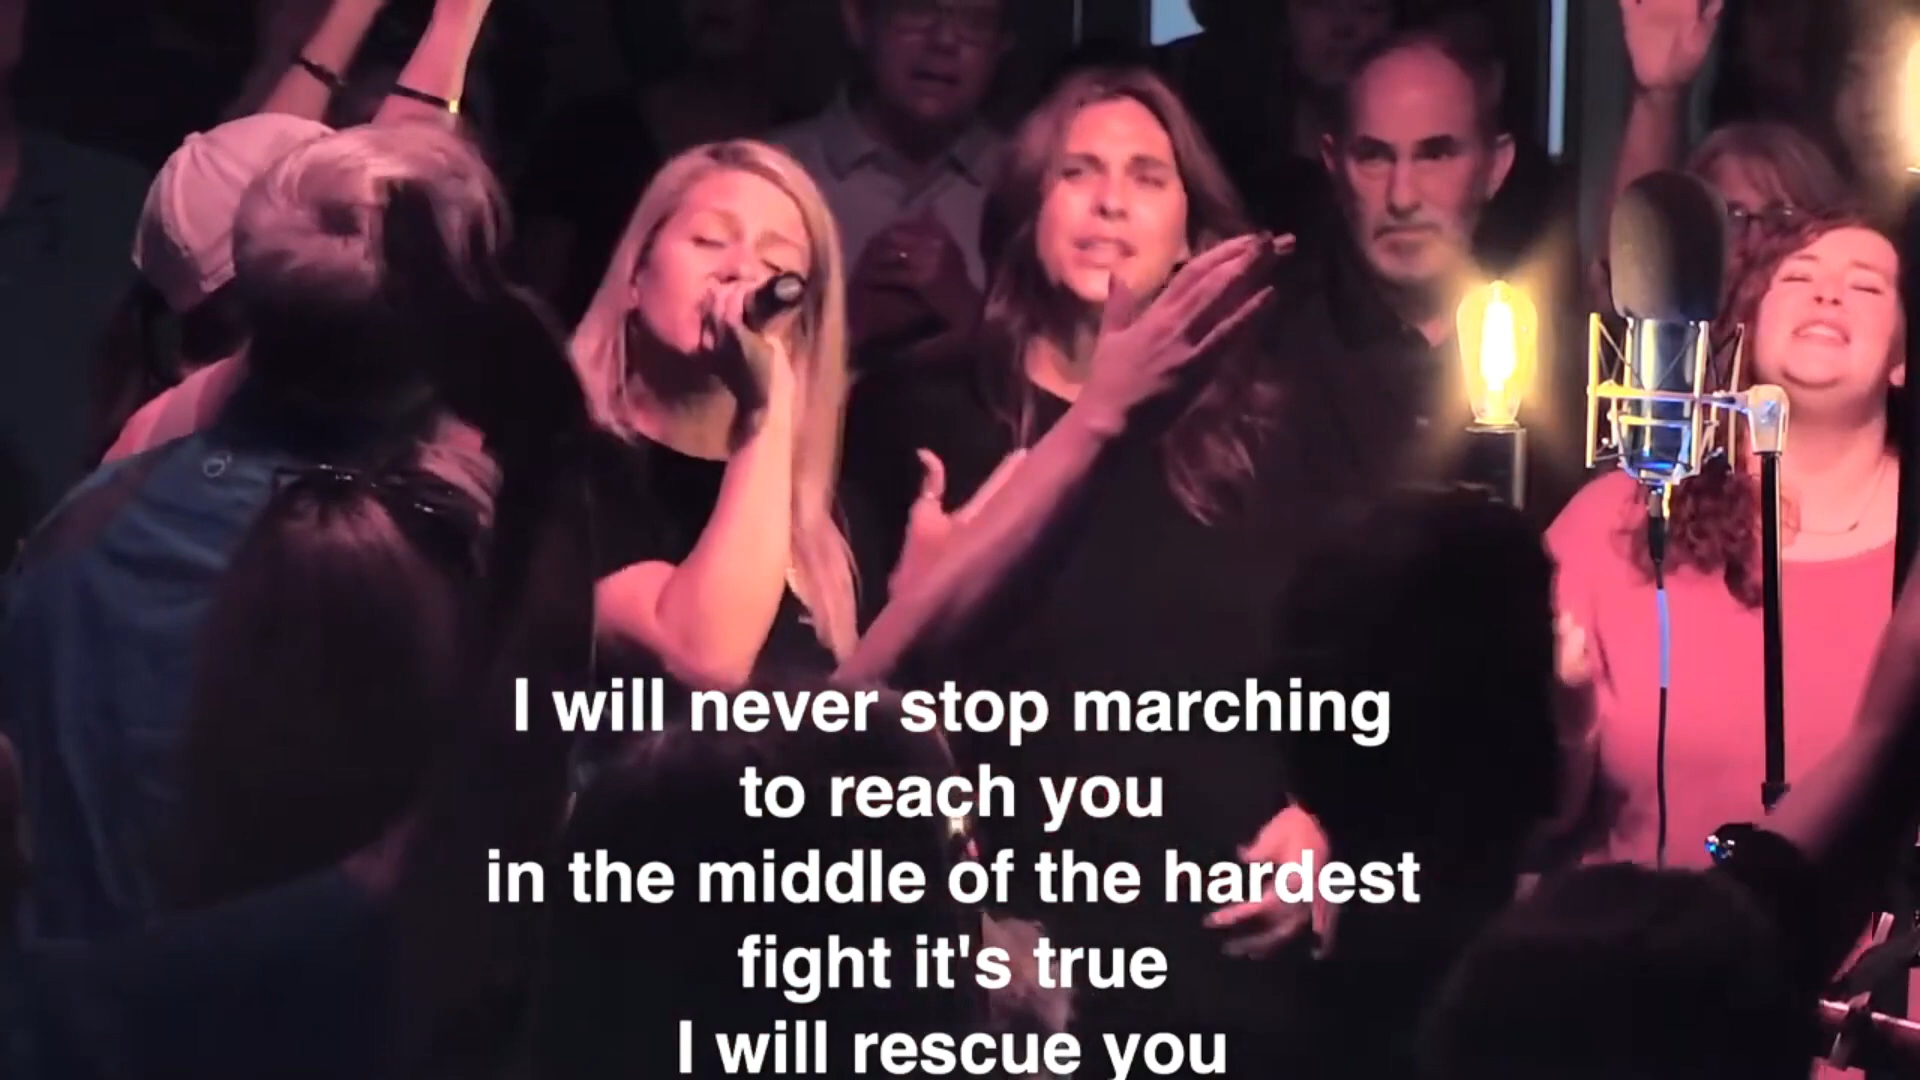 I will never stop marching
to reach you
in the middle of the hardest
fight it's true
I will rescue you